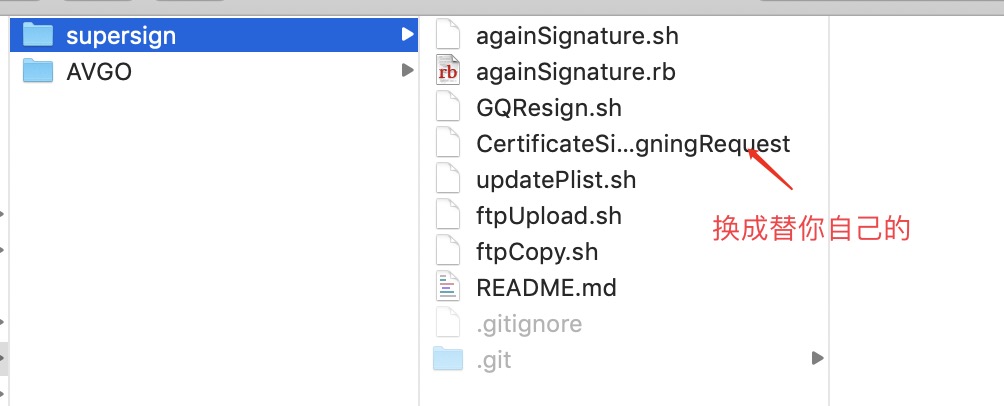 supersign
AVGO
againSignature.sh
againSignature.rb
GQResign.sh
CertificateSi...gningRequest
updatePlist.sh
ftpUpload.sh
ftpCopy.sh
README.md
.gitignore
.git
rb
换成替你自己的